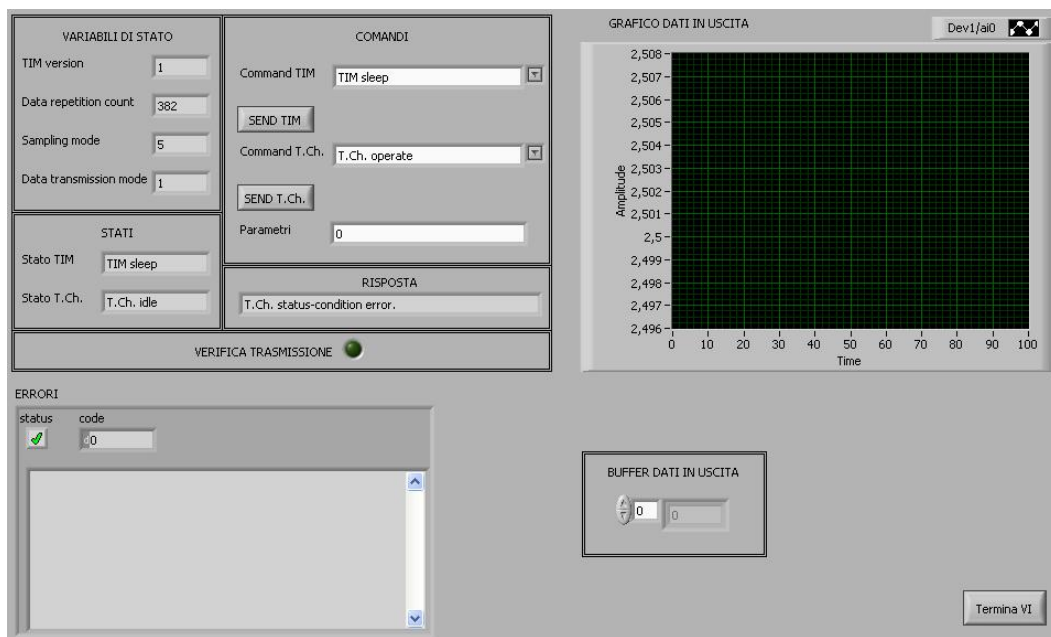 VARIABILI DI STATO
TIM version 1
Data repetition count 382
Sampling mode 5
Data transmission mode 1
STATI
Stato TIM TIM sleep
Stato T.Ch. T.Ch. idle
COMANDI
Command TIM TIM sleep
SEND TIM
Command T.Ch. T.Ch. operate
SEND T.Ch.
Parametri 0
RISPOSTA
T.Ch. status-condition error.
VERIFICA TRASMISSIONE
GRAFICO DATI IN USCITA
Dev1/ai0
2,508
2,507
2,506
2,505
2,504
2,503
2,502
2,501
2,5
2,499
2,498
2,497
2,496
Amplitude
0 10 20 30 40 50 60 70 80 90 100
Time
ERRORI
status code
0
BUFFER DATI IN USCITA
0 0
Termina VI